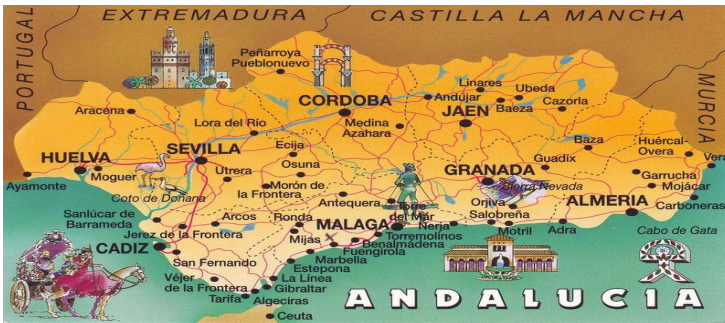 EXTREMADURA
CASTILLA LA MANCHA
PORTUGAL
MURCIA
Peñarroya
Pueblonuevo
Linares
Ubeda
Andújar
Baeza
Cazorla
CORDOBA
JAEN
Aracena
Lora del Río
Medina
Azahara
Baza
Huércal-
Overa
Vera
SEVILLA
Ecija
HUELVA
Moguer
Utrera
Osuna
Guadix
GRANADA
Sierra Nevada
Garrucha
Mojácar
Ayamonte
Coto de Doñana
Morón de
la Frontera
Antequera
Torre
del Mar
Orjiva
ALMERIA
Carboneras
Sanlúcar de
Barrameda
Arcos
Ronda
MALAGA
Nerja
Salobreña
Motril
Adra
Cabo de Gata
Jerez de la Frontera
CADIZ
Mijas
Torremolinos
Benalmádena
Fuengirola
San Fernando
Marbella
Estepona
Véjer
de la Frontera
La Línea
Gibraltar
Tarifa
Algeciras
Ceuta
ANDALUCIA